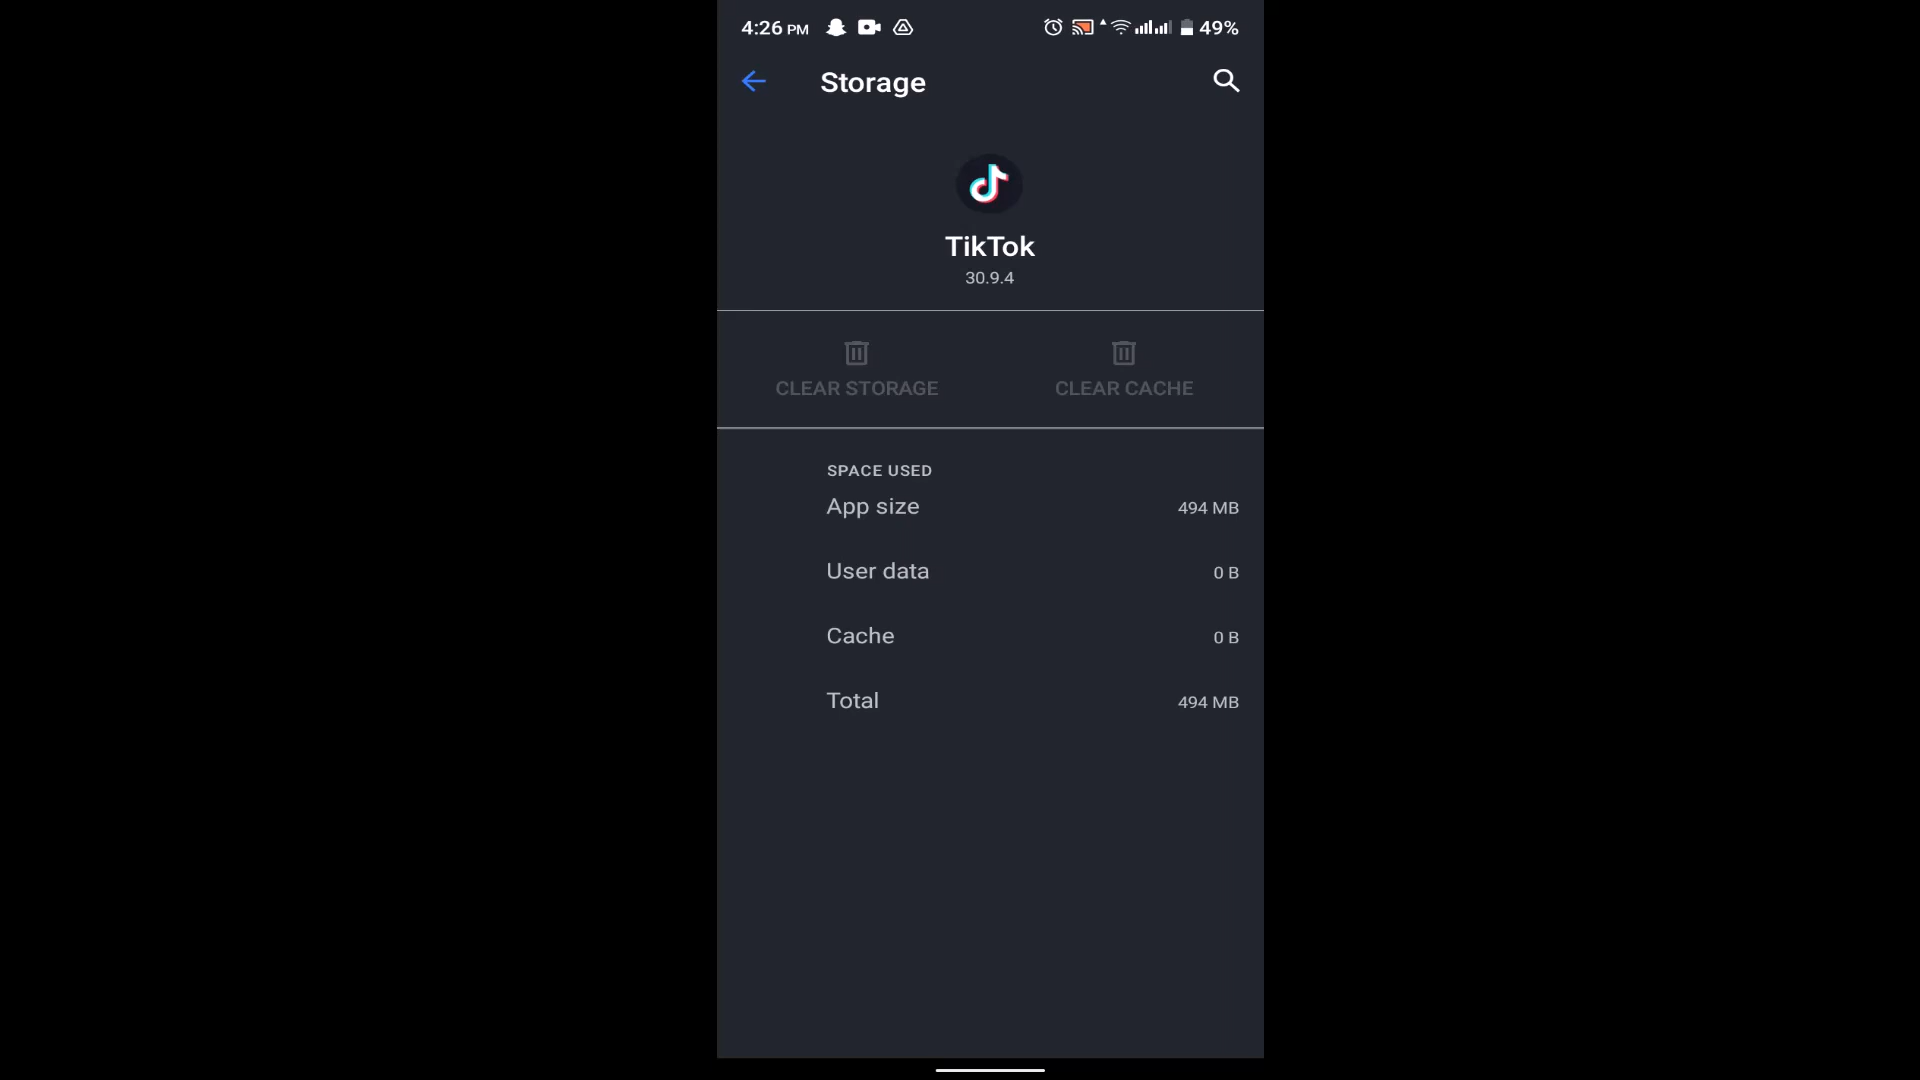 4:26 PM 49%
Storage
TikTok
30.9.4
CLEAR STORAGE CLEAR CACHE
SPACE USED
App size 494 MB
User data 0 B
Cache 0 B
Total 494 MB